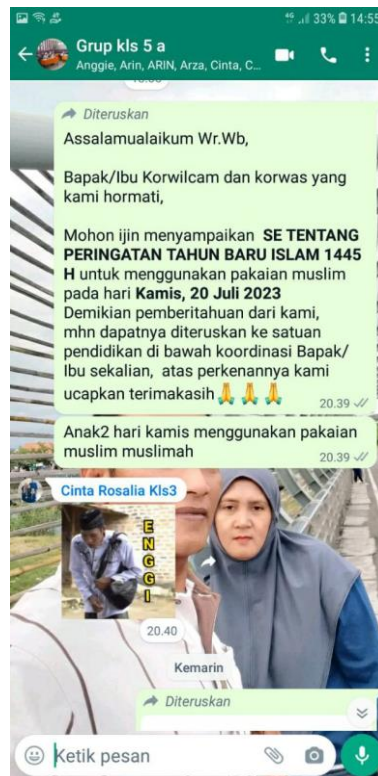 33% 14:55
Grup kls 5 a
Anggie, Arin, ARIN, Arza, Cinta, C...
Diteruskan
Assalamualaikum Wr.Wb,
Bapak/Ibu Korwilcam dan korwas yang
kami hormati,
Mohon ijin menyampaikan SE TENTANG
PERINGATAN TAHUN BARU ISLAM 1445
H untuk menggunakan pakaian muslim
pada hari Kamis, 20 Juli 2023
Demikian pemberitahuan dari kami,
mhn dapatnya diteruskan ke satuan
pendidikan di bawah koordinasi Bapak/
Ibu sekalian, atas perkenannya kami
ucapkan terimakasih🙏🙏🙏
20.39
Anak2 hari kamis menggunakan pakaian
muslim muslimah
20.39
Cinta Rosalia Kls3
ENGGI
20.40
Kemarin
Diteruskan
Ketik pesan